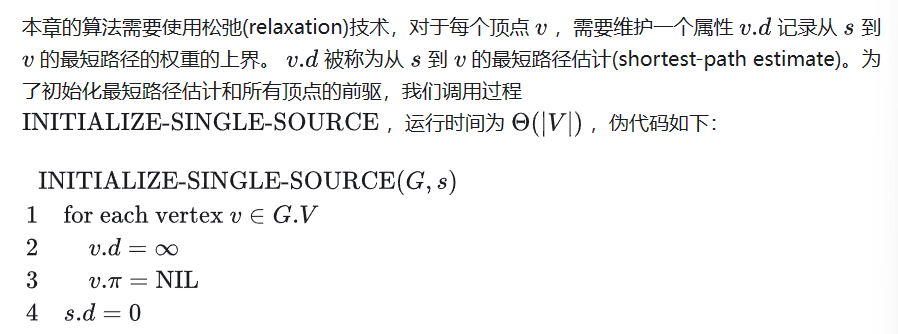 本章的算法需要使用松弛(relaxation)技术，对于每个顶点 v ，需要维护一个属性 v.d 记录从 s 到
v 的最短路径的权重的上界。 v.d 被称为从 s 到 v 的最短路径估计(shortest-path estimate)。为
了初始化最短路径估计和所有顶点的前驱，我们调用过程
INITIALIZE-SINGLE-SOURCE ，运行时间为 Θ(|V|) ，伪代码如下：
INITIALIZE-SINGLE-SOURCE(G, s)
1 for each vertex v ∈ G.V
2 v.d = ∞
3 v.π = NIL
4 s.d = 0